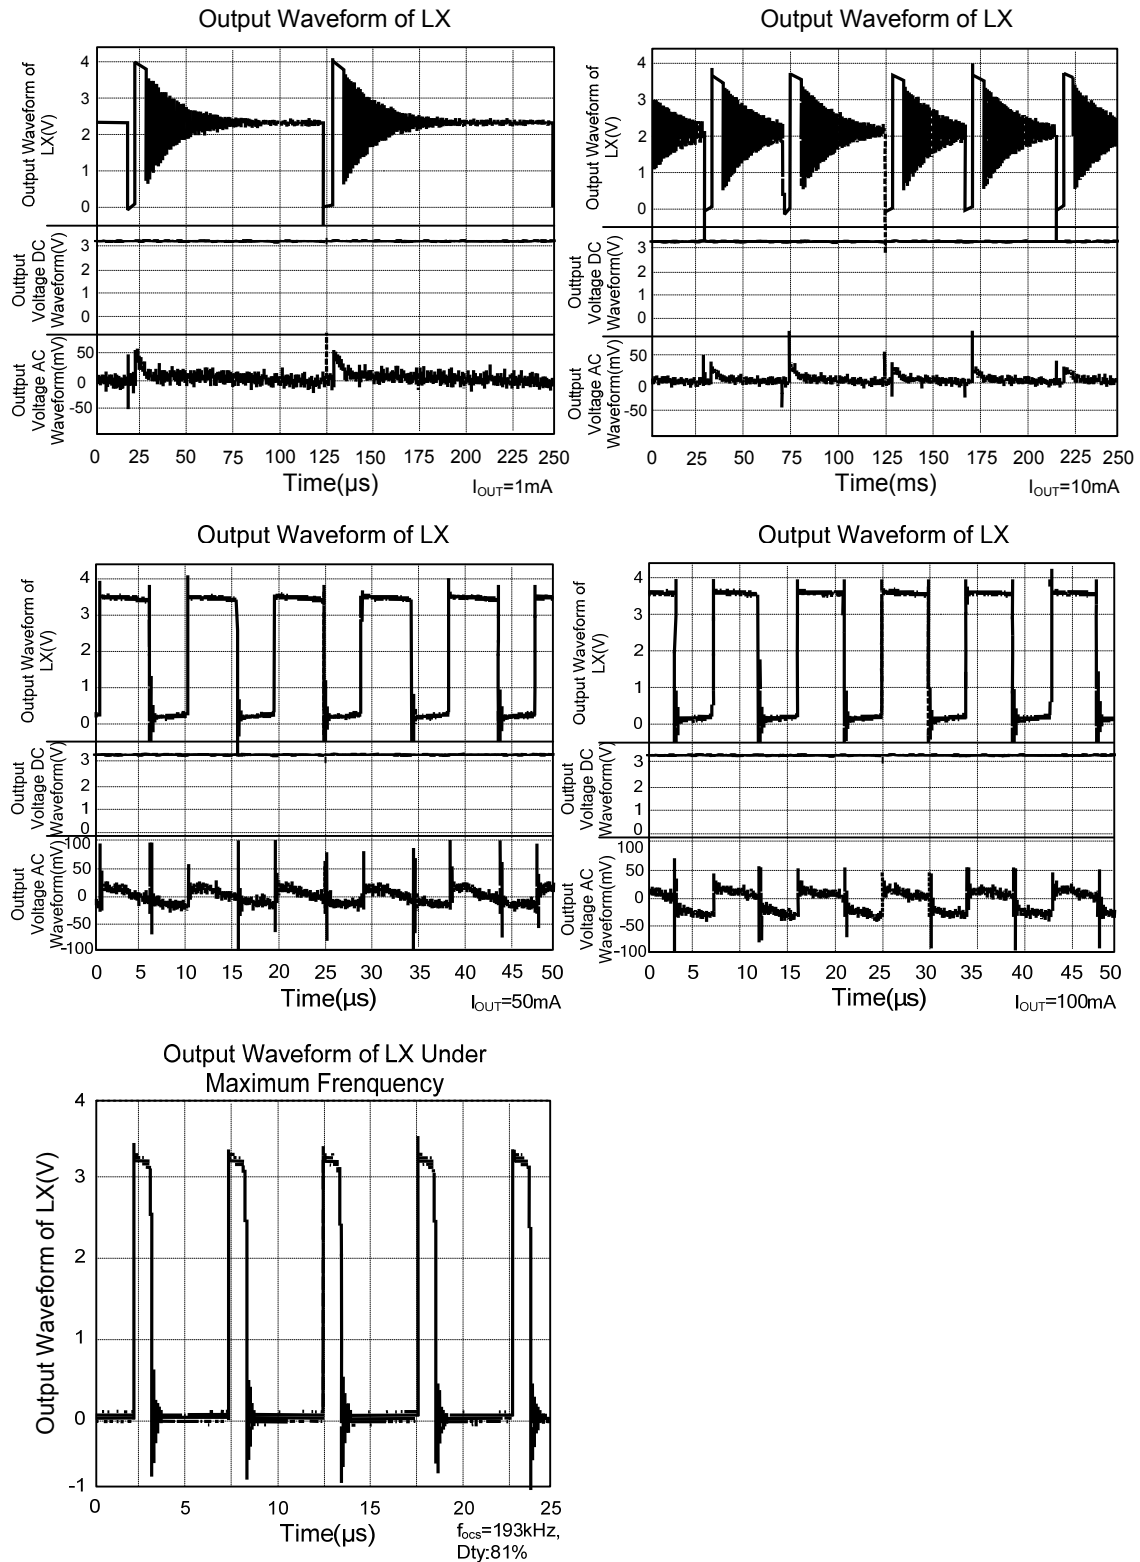 Output Waveform of LX
Output Waveform of
LX(V)
4
3
2
1
0
Outtput
Voltage DC
Waveform(V)
3
2
1
0
Outtput
Voltage AC
Waveform(mV)
50
0
-50
0 25 50 75 100 125 150 175 200 225 250
Time(μs)
IOUT=1mA
Output Waveform of LX
Output Waveform of
LX(V)
4
3
2
1
0
Outtput
Voltage DC
Waveform(V)
3
2
1
0
Outtput
Voltage AC
Waveform(mV)
50
0
-50
0 25 50 75 100 125 150 175 200 225 250
Time(ms)
IOUT=10mA
Output Waveform of LX
Output Waveform of
LX(V)
4
3
2
1
0
Outtput
Voltage DC
Waveform(V)
3
2
1
0
Outtput
Voltage AC
Waveform(mV)
100
50
0
-50
-100
0 5 10 15 20 25 30 35 40 45 50
Time(μs)
IOUT=50mA
Output Waveform of LX
Output Waveform of
LX(V)
4
3
2
1
0
Outtput
Voltage DC
Waveform(V)
3
2
1
0
Outtput
Voltage AC
Waveform(mV)
100
50
0
-50
-100
0 5 10 15 20 25 30 35 40 45 50
Time(μs)
IOUT=100mA
Output Waveform of LX Under
Maximum Frenquency
Output Waveform of LX(V)
4
3
2
1
0
-1
0 5 10 15 20 25
Time(μs)
focs=193kHz,
Dty:81%